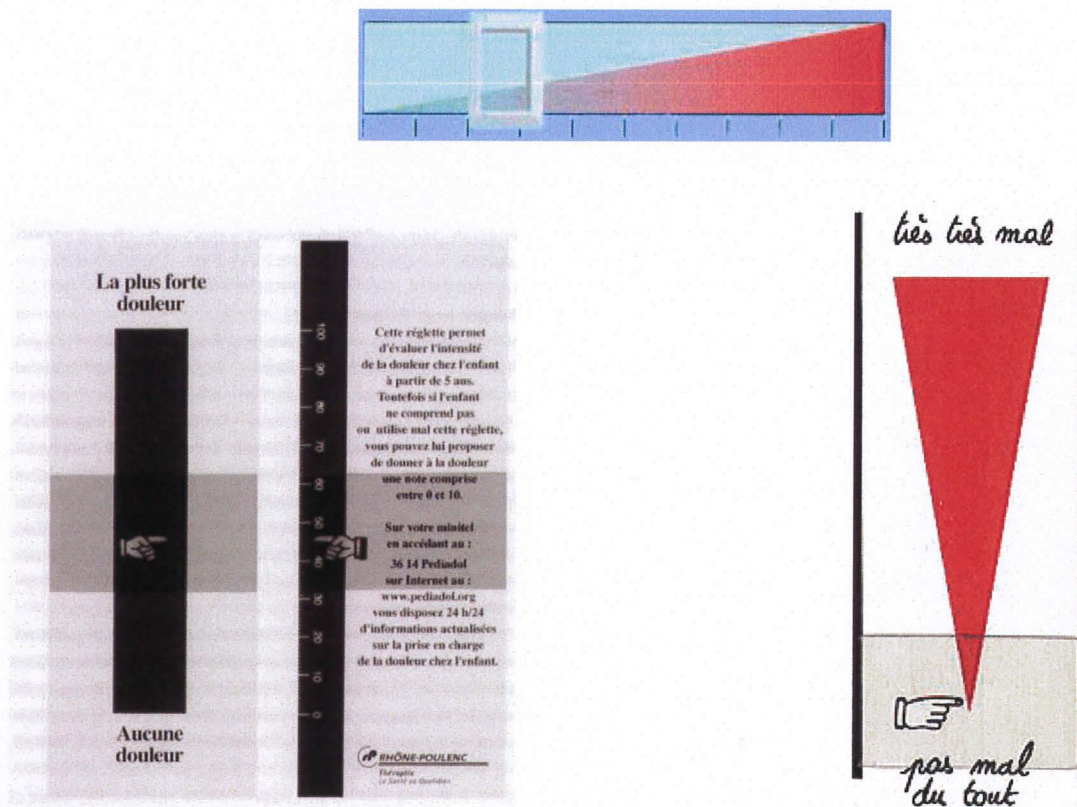 La plus forte
douleur
Aucune
douleur
100
90
80
70
60
50
40
30
20
10
0
Cette réglette permet
d'évaluer l'intensité
de la douleur chez l'enfant
à partir de 5 ans.
Toutefois si l'enfant
ne comprend pas
ou utilise mal cette réglette,
vous pouvez lui proposer
de donner à la douleur
une note comprise
entre 0 et 10.
Sur votre minitel
en accédant au :
36 14 Pediadol
sur Internet au :
www.pediadol.org
vous disposez 24 h/24
d'informations actualisées
sur la prise en charge
de la douleur chez l'enfant.
RHÔNE-POULENC
Théraplix
La Santé au Quotidien
très très mal
pas mal
du tout